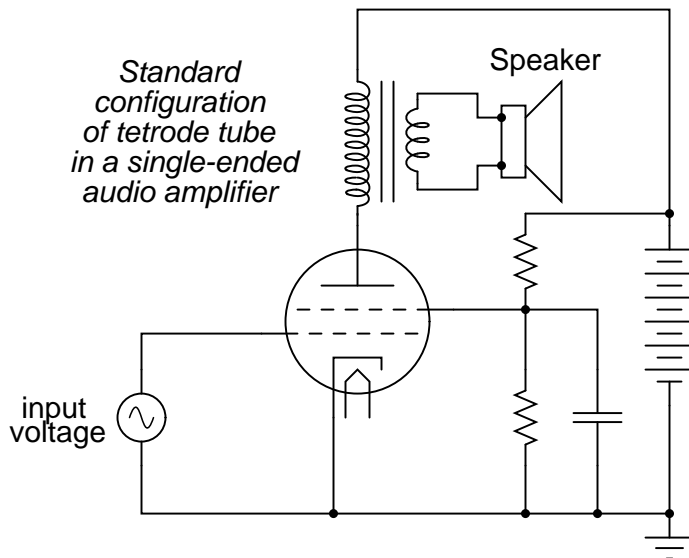 Standard
configuration
of tetrode tube
in a single-ended
audio amplifier
Speaker
input
voltage